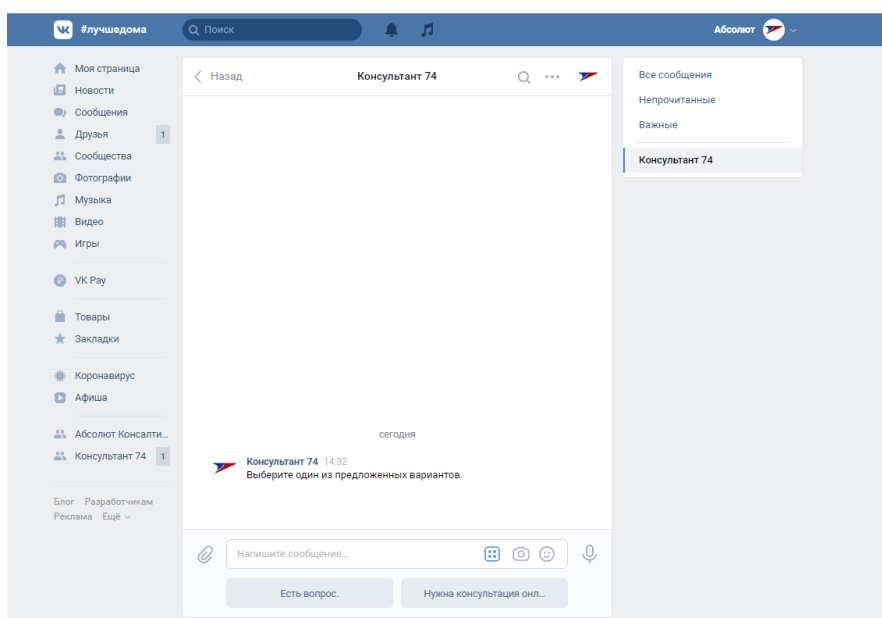 #лучшедома
Поиск
Абсолют
Моя страница
Новости
Сообщения
Друзья 1
Сообщества
Фотографии
Музыка
Видео
Игры
VK Pay
Товары
Закладки
Коронавирус
Афиша
Абсолют Консалти...
Консультант 74 1
Блог Разработчикам
Реклама Ещё
Назад
Консультант 74
сегодня
Консультант 74 14:32
Выберите один из предложенных вариантов.
Напишите сообщение...
Есть вопрос.
Нужна консультация онл...
Все сообщения
Непрочитанные
Важные
Консультант 74